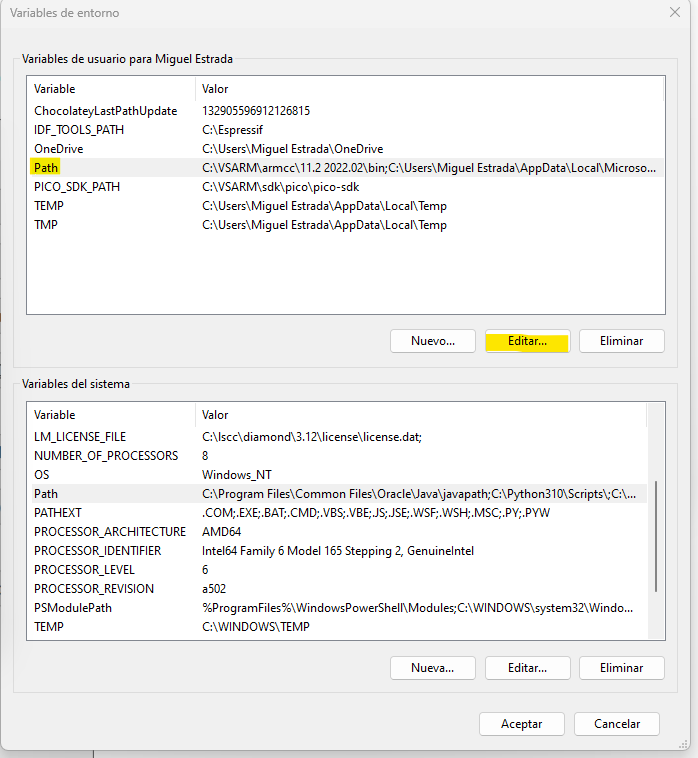 Variables de entorno
Variables de usuario para Miguel Estrada
Variable Valor
ChocolateyLastPathUpdate 132905596912126815
IDF_TOOLS_PATH C:\Espressif
OneDrive C:\Users\Miguel Estrada\OneDrive
Path C:\VSARM\armcc\11.2 2022.02\bin;C:\Users\Miguel Estrada\AppData\Local\Microso...
PICO_SDK_PATH C:\VSARM\sdk\pico\pico-sdk
TEMP C:\Users\Miguel Estrada\AppData\Local\Temp
TMP C:\Users\Miguel Estrada\AppData\Local\Temp
Nuevo... Editar... Eliminar
Variables del sistema
Variable Valor
LM_LICENSE_FILE C:\lscc\diamond\3.12\license\license.dat;
NUMBER_OF_PROCESSORS 8
OS Windows_NT
Path C:\Program Files\Common Files\Oracle\Java\javapath;C:\Python310\Scripts\;C:\...
PATHEXT .COM;.EXE;.BAT;.CMD;.VBS;.VBE;.JS;.JSE;.WSF;.WSH;.MSC;.PY;.PYW
PROCESSOR_ARCHITECTURE AMD64
PROCESSOR_IDENTIFIER Intel64 Family 6 Model 165 Stepping 2, GenuineIntel
PROCESSOR_LEVEL 6
PROCESSOR_REVISION a502
PSModulePath %ProgramFiles%\WindowsPowerShell\Modules;C:\WINDOWS\system32\Windo...
TEMP C:\WINDOWS\TEMP
Nueva... Editar... Eliminar
Aceptar Cancelar